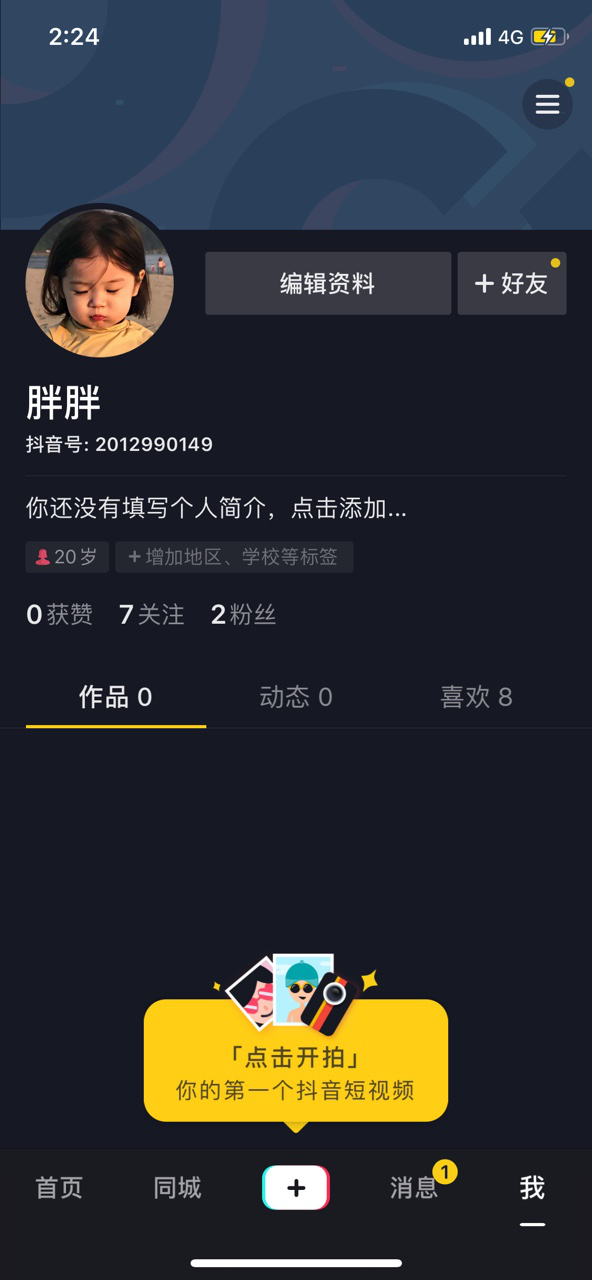 2:24 4G
编辑资料 + 好友
胖胖
抖音号: 2012990149
你还没有填写个人简介，点击添加...
20 岁 + 增加地区、学校等标签
0 获赞 7 关注 2 粉丝
作品 0 动态 0 喜欢 8
「点击开拍」
你的第一个抖音短视频
首页 同城 + 消息 1 我